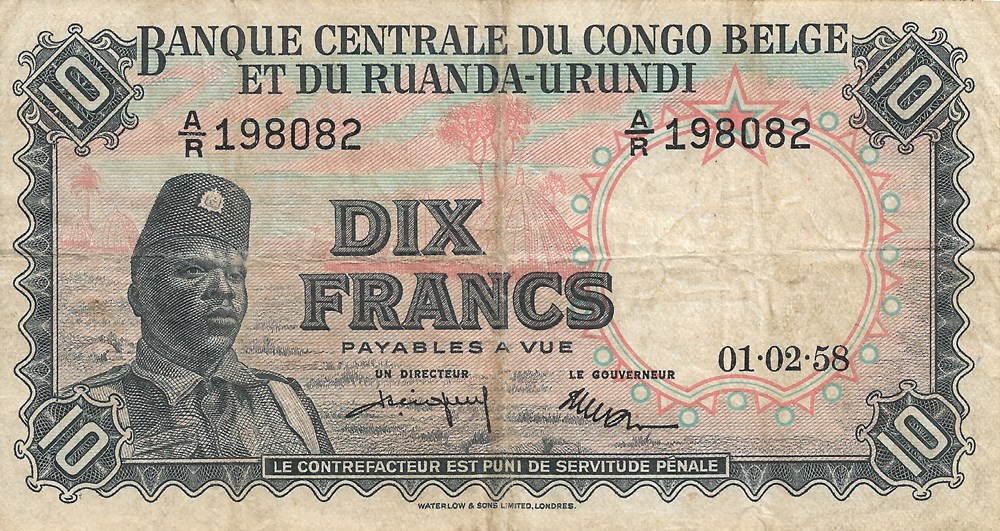 BANQUE CENTRALE DU CONGO BELGE
ET DU RUANDA-URUNDI
10
10
A/R 198082
A/R 198082
DIX
FRANCS
PAYABLES A VUE
01·02·58
UN DIRECTEUR
LE GOUVERNEUR
10
10
LE CONTREFACTEUR EST PUNI DE SERVITUDE PÉNALE
WATERLOW & SONS LIMITED, LONDRES.